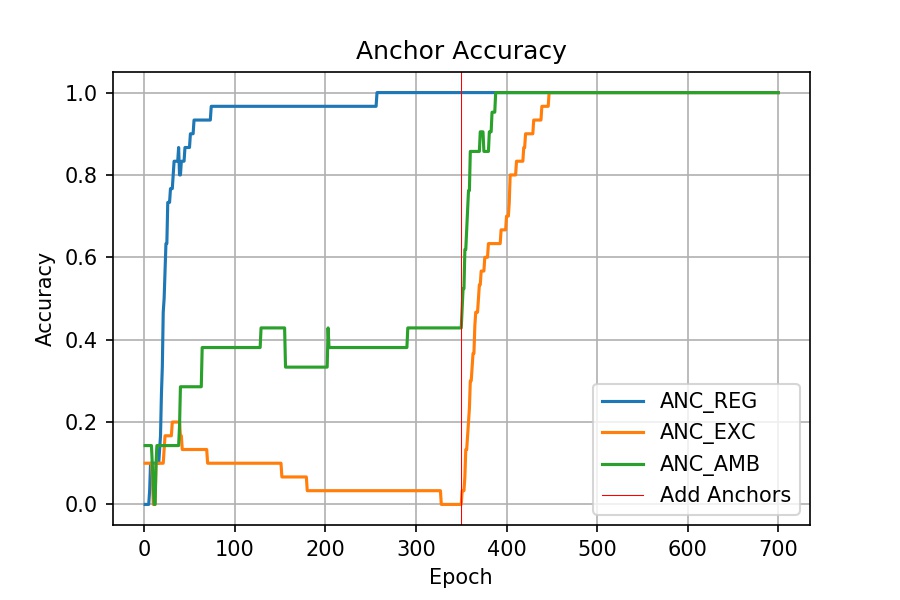 Anchor Accuracy
Accuracy
1.0
0.8
0.6
0.4
0.2
0.0
ANC_REG
ANC_EXC
ANC_AMB
Add Anchors
0 100 200 300 400 500 600 700
Epoch